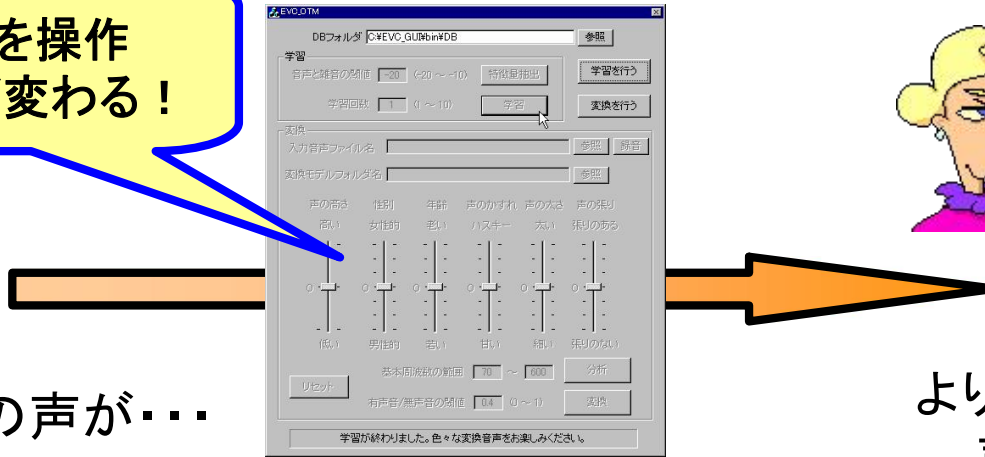 を操作
変わる！
EVC_OTM
DBフォルダ C:¥EVC_GUI¥bin¥DB 参照
学習
音声と雑音の閾値 -20 (-20 ～ -10) 特徴量抽出 学習を行う
学習回数 1 (1 ～ 10) 学習 変換を行う
変換
入力音声ファイル名 参照 録音
変換モデルフォルダ名 参照
声の高さ 性別 年齢 声のかすれ 声の太さ 声の張り
高い 女性的 老い ハスキー 太い 張りのある
0 0 0 0 0 0
低い 男性的 若い 甘い 細い 張りのない
基本周波数の範囲 70 ～ 600 分析
リセット
有声音/無声音の閾値 0.4 (0 ～ 1) 変換
学習が終わりました。色々な変換音声をお楽しみください。
の声が・・・
より